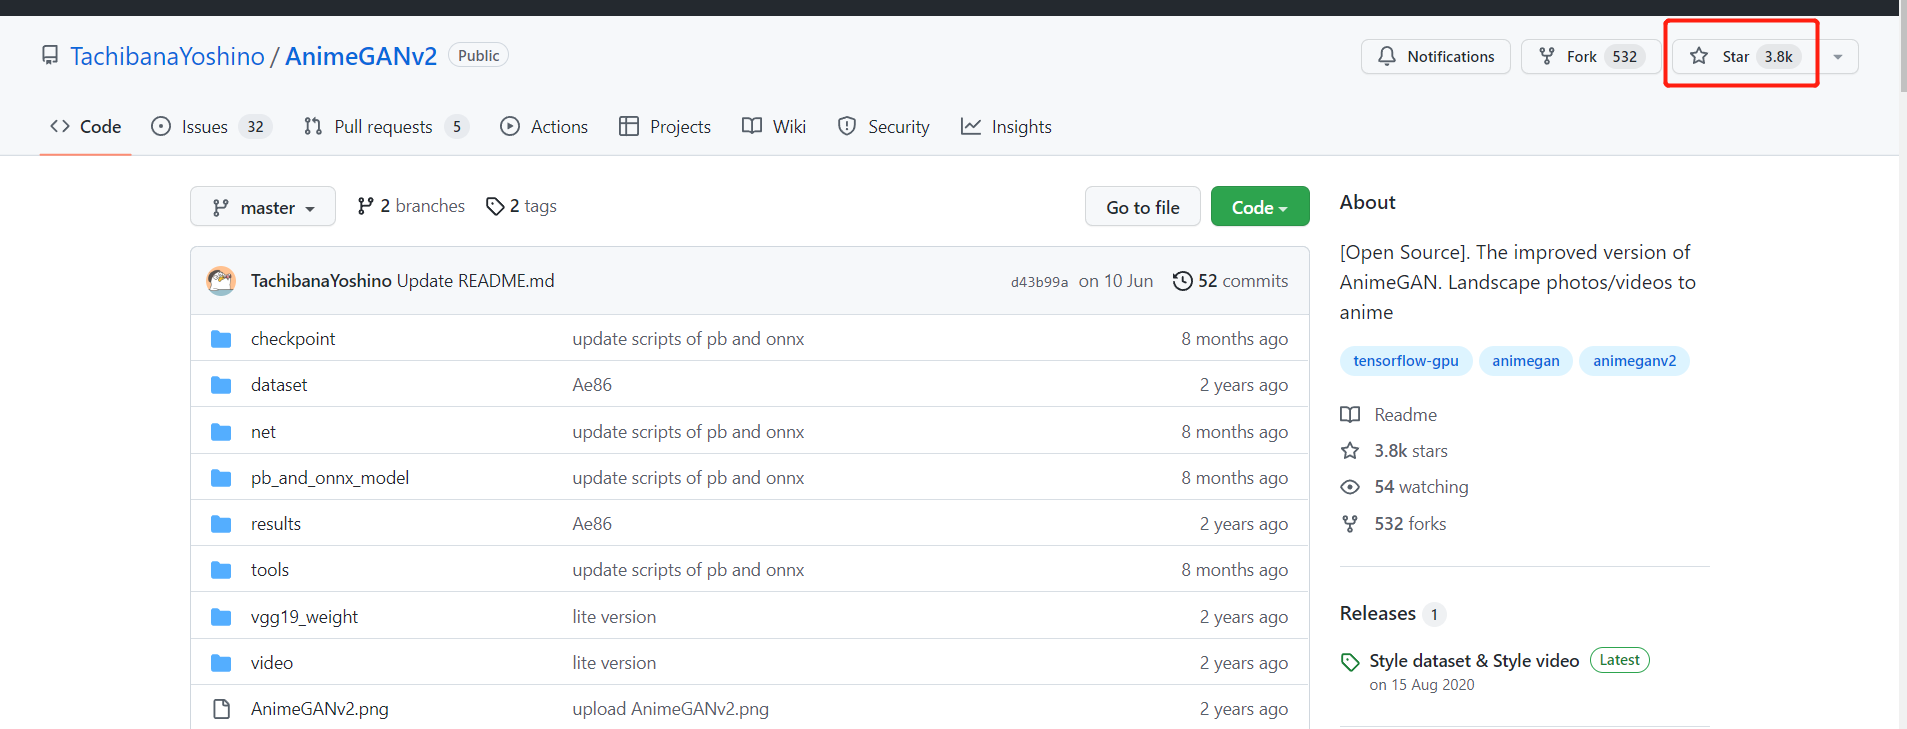 TachibanaYoshino / AnimeGANv2 Public
Notifications Fork 532 Star 3.8k
Code Issues 32 Pull requests 5 Actions Projects Wiki Security Insights
master 2 branches 2 tags Go to file Code
TachibanaYoshino Update README.md d43b99a on 10 Jun 52 commits
checkpoint update scripts of pb and onnx 8 months ago
dataset Ae86 2 years ago
net update scripts of pb and onnx 8 months ago
pb_and_onnx_model update scripts of pb and onnx 8 months ago
results Ae86 2 years ago
tools update scripts of pb and onnx 8 months ago
vgg19_weight lite version 2 years ago
video lite version 2 years ago
AnimeGANv2.png upload AnimeGANv2.png 2 years ago
About
[Open Source]. The improved version of
AnimeGAN. Landscape photos/videos to
anime
tensorflow-gpu animegan animeganv2
Readme
3.8k stars
54 watching
532 forks
Releases 1
Style dataset & Style video Latest
on 15 Aug 2020